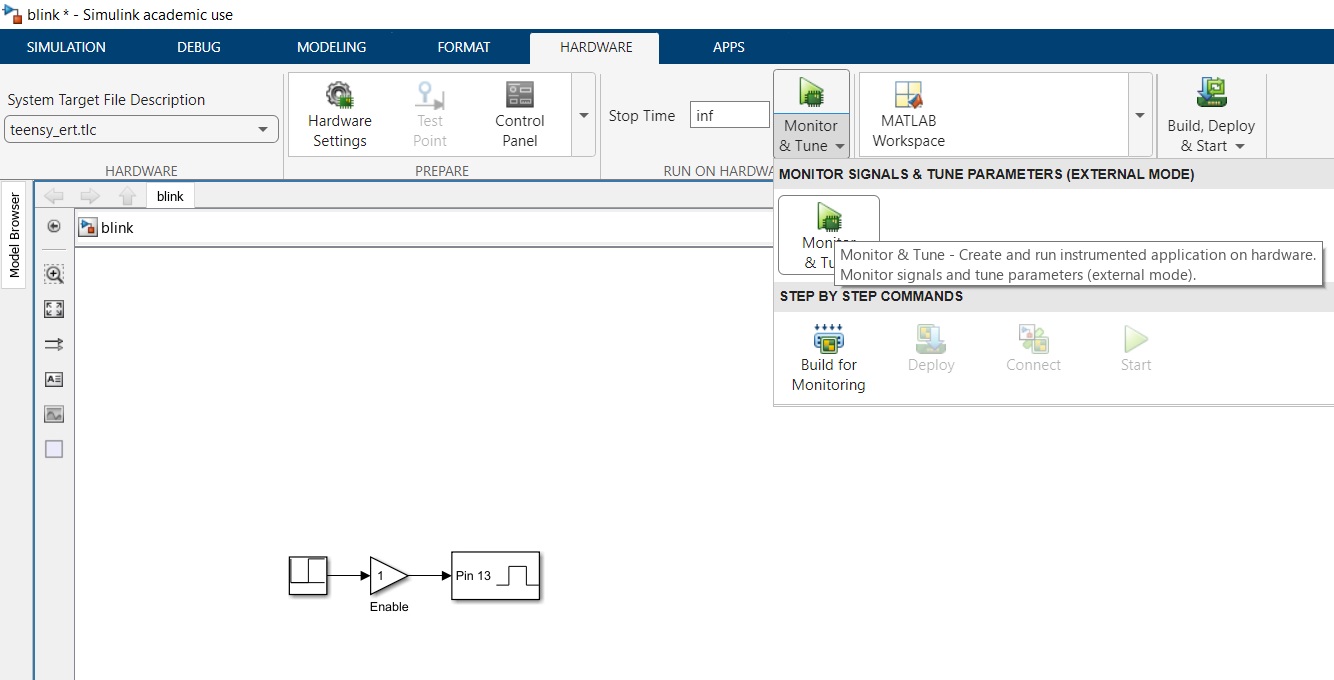 blink * - Simulink academic use
SIMULATION DEBUG MODELING FORMAT HARDWARE APPS
System Target File Description
teensy_ert.tlc
HARDWARE
Hardware
Settings
Test
Point
Control
Panel
PREPARE
Stop Time inf
RUN ON HARDWA
Monitor
& Tune
MATLAB
Workspace
Build, Deploy
& Start
MONITOR SIGNALS & TUNE PARAMETERS (EXTERNAL MODE)
Monitor
& Tu
Monitor & Tune - Create and run instrumented application on hardware.
Monitor signals and tune parameters (external mode).
STEP BY STEP COMMANDS
Build for
Monitoring
Deploy
Connect
Start
Model Browser
blink
blink
1
Enable
Pin 13